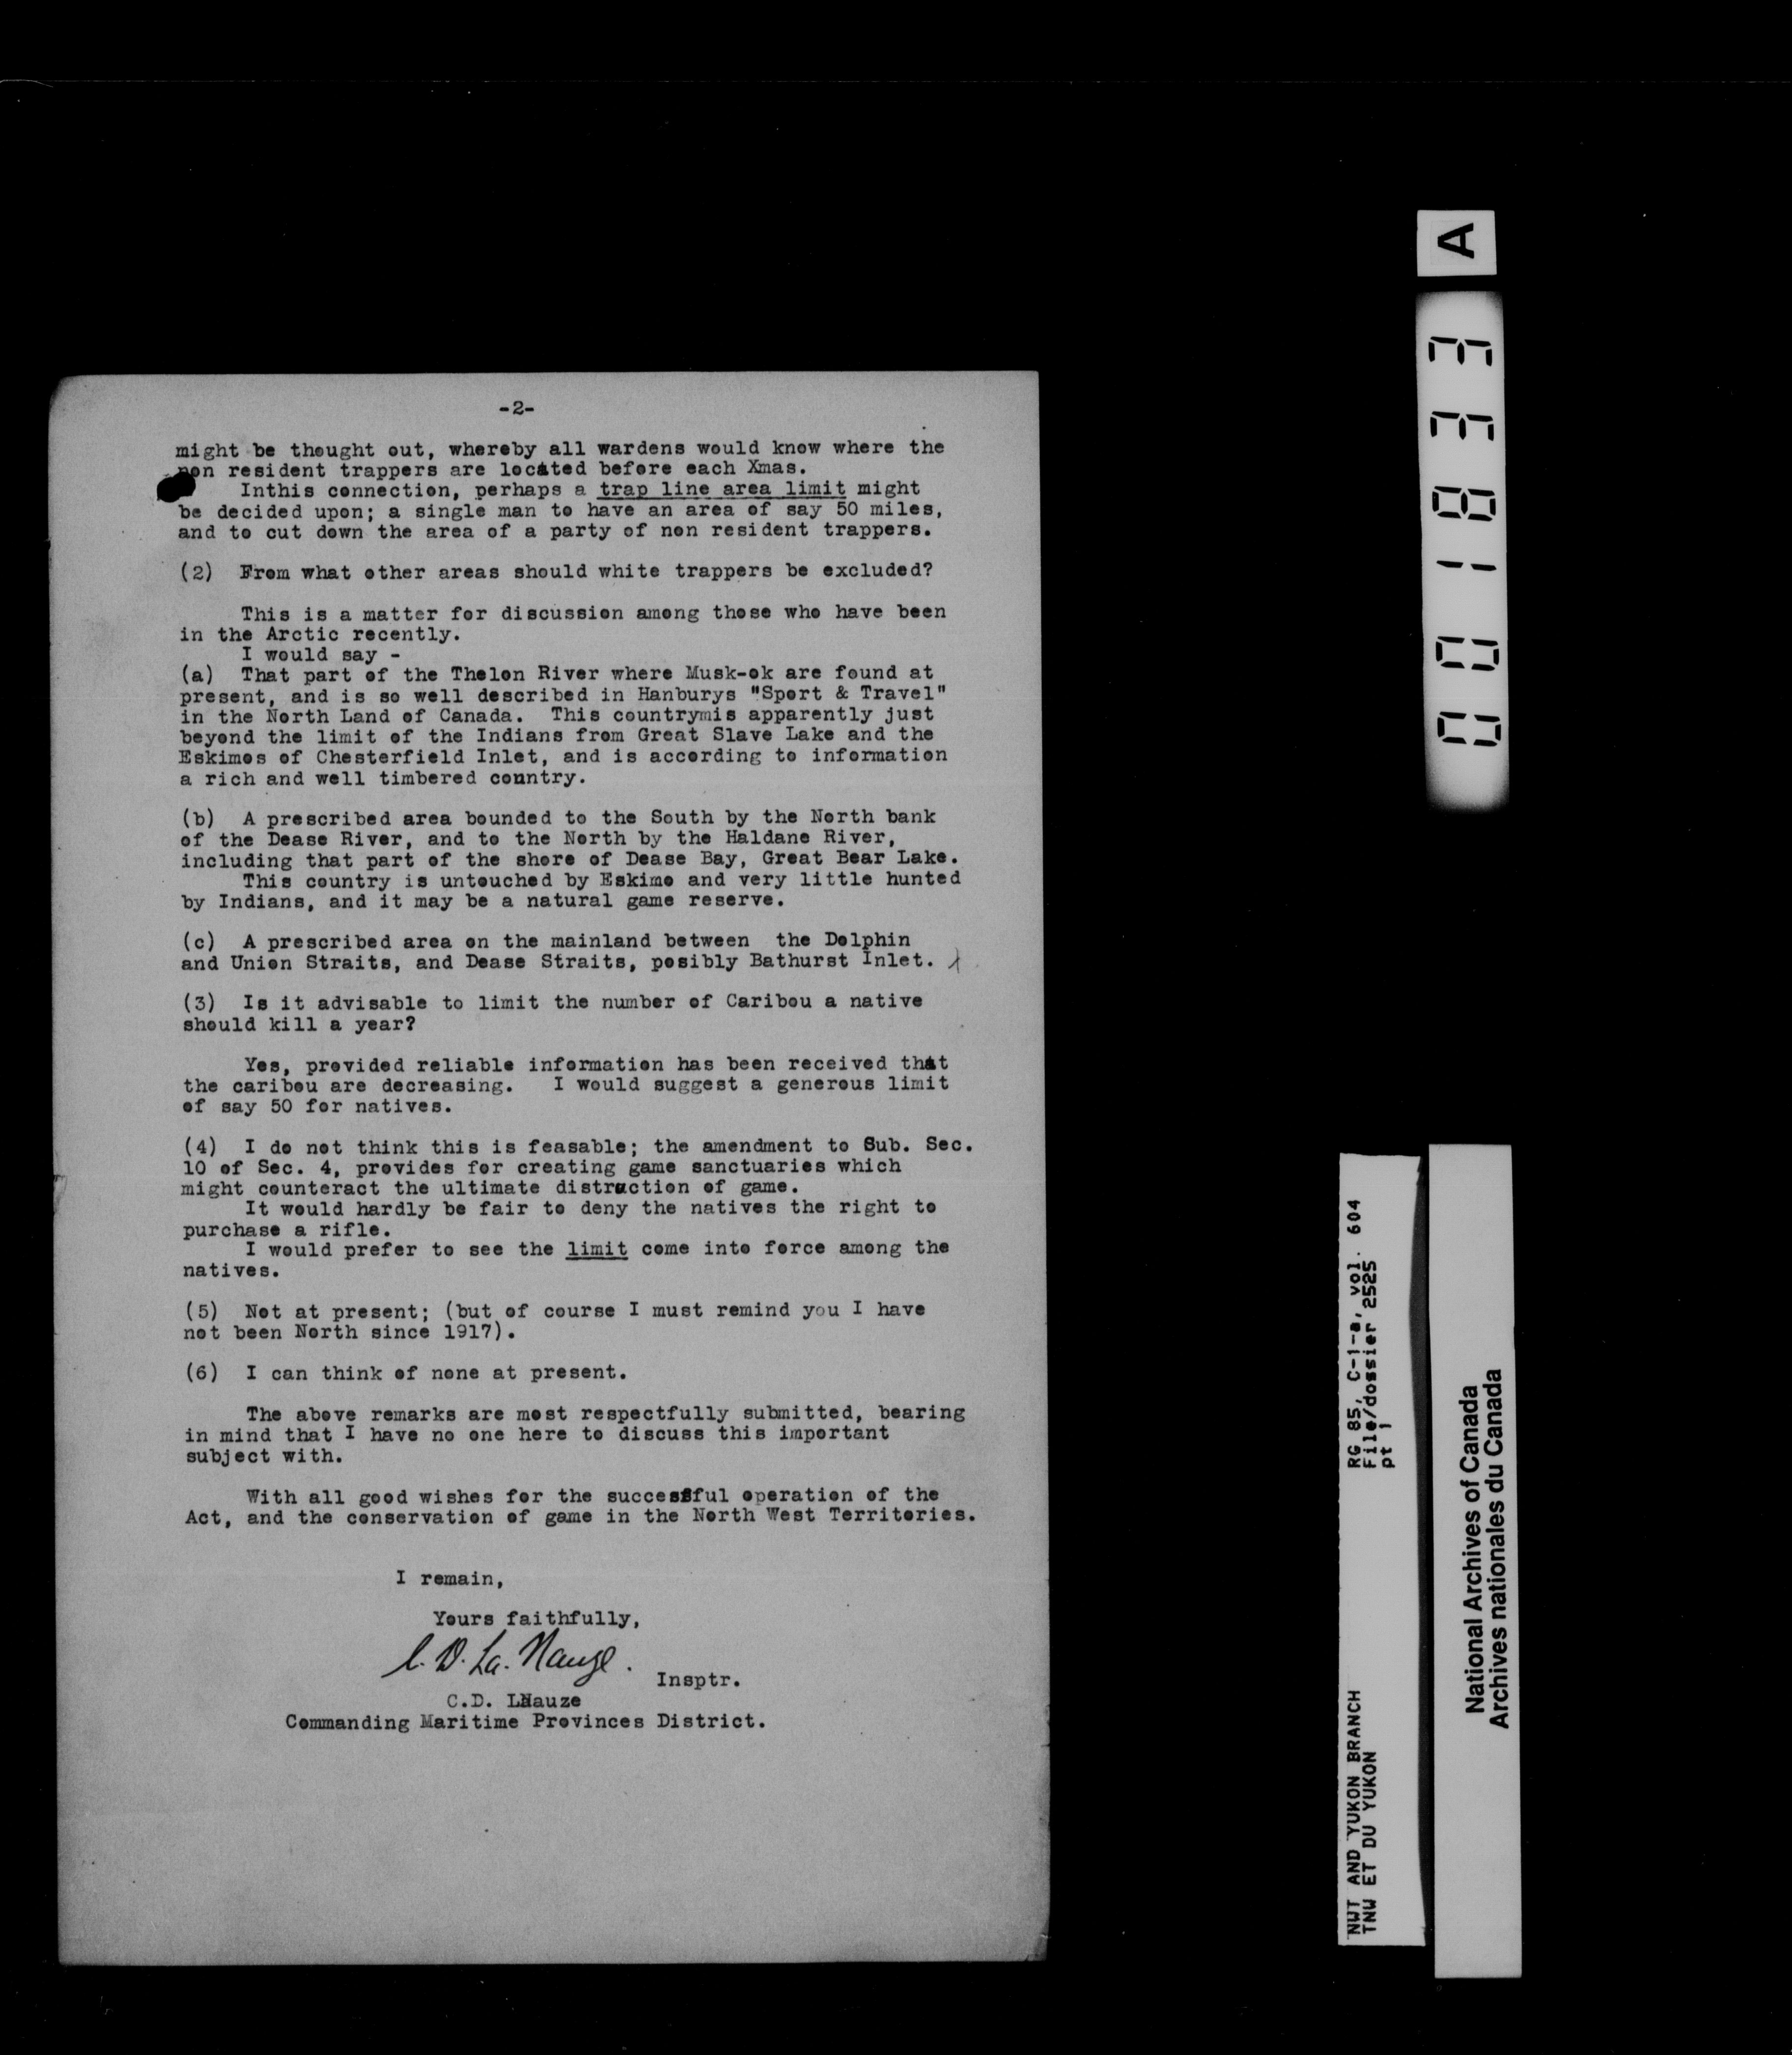 -2-
might be thought out, whereby all wardens would know where the
non resident trappers are located before each Xmas.
Inthis connection, perhaps a trap line area limit might
be decided upon; a single man to have an area of say 50 miles,
and to cut down the area of a party of non resident trappers.
(2) From what other areas should white trappers be excluded?
This is a matter for discussion among those who have been
in the Arctic recently.
I would say -
(a) That part of the Thelon River where Musk-ok are found at
present, and is so well described in Hanburys "Sport & Travel"
in the North Land of Canada. This countrymis apparently just
beyond the limit of the Indians from Great Slave Lake and the
Eskimos of Chesterfield Inlet, and is according to information
a rich and well timbered country.
(b) A prescribed area bounded to the South by the North bank
of the Dease River, and to the North by the Haldane River,
including that part of the shore of Dease Bay, Great Bear Lake.
This country is untouched by Eskimo and very little hunted
by Indians, and it may be a natural game reserve.
(c) A prescribed area on the mainland between the Dolphin
and Union Straits, and Dease Straits, posibly Bathurst Inlet.
(3) Is it advisable to limit the number of Caribou a native
should kill a year?
Yes, provided reliable information has been received that
the caribou are decreasing. I would suggest a generous limit
of say 50 for natives.
(4) I do not think this is feasable; the amendment to Sub. Sec.
10 of Sec. 4, provides for creating game sanctuaries which
might counteract the ultimate distruction of game.
It would hardly be fair to deny the natives the right to
purchase a rifle.
I would prefer to see the limit come into force among the
natives.
(5) Not at present; (but of course I must remind you I have
not been North since 1917).
(6) I can think of none at present.
The above remarks are most respectfully submitted, bearing
in mind that I have no one here to discuss this important
subject with.
With all good wishes for the successful operation of the
Act, and the conservation of game in the North West Territories.
I remain,
Yours faithfully,
C. D. La. Nauze.
Insptr.
C.D. LNauze
Commanding Maritime Provinces District.
A
001833
RG 85, C-1-a, vol. 604
File/dossier 2525
pt 1
NWT AND YUKON BRANCH
TNW ET DU YUKON
National Archives of Canada
Archives nationales du Canada